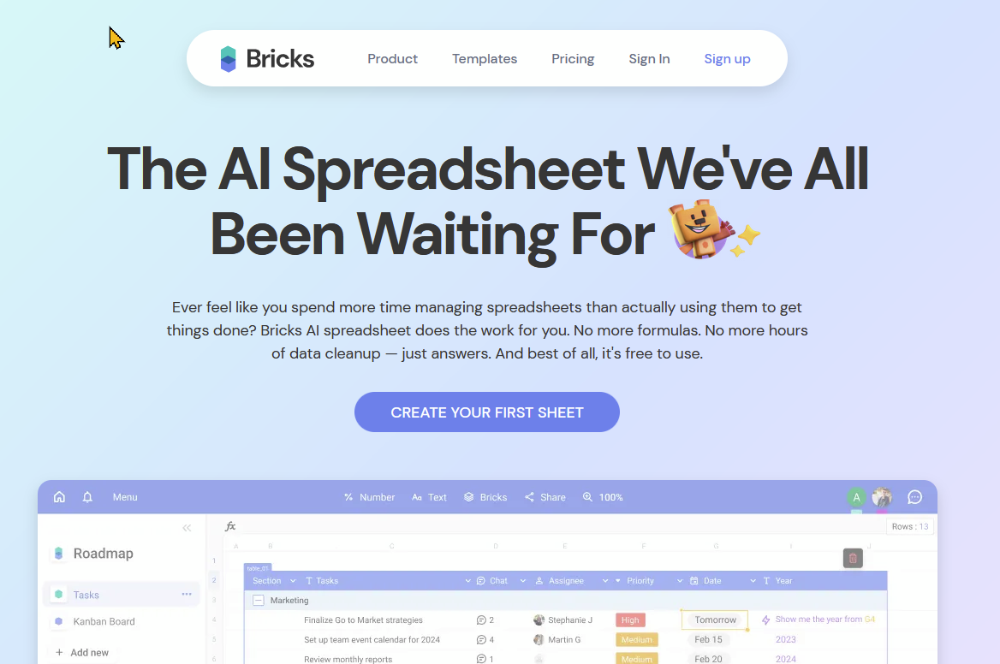 Bricks
Product Templates Pricing Sign In Sign up
The AI Spreadsheet We've All
Been Waiting For
Ever feel like you spend more time managing spreadsheets than actually using them to get
things done? Bricks AI spreadsheet does the work for you. No more formulas. No more hours
of data cleanup — just answers. And best of all, it's free to use.
CREATE YOUR FIRST SHEET
Menu Number Text Bricks Share 100% A
fx Rows : 13
A B C D E F G I J
Roadmap
1
table_01
2 Section Tasks Chat Assignee Priority Date Year
Tasks
3 Marketing
4 Finalize Go to Market strategies 2 Stephanie J High Tomorrow Show me the year from G4
Kanban Board
5 Set up team event calendar for 2024 4 Martin G Medium Feb 15 2023
+ Add new
6 Review monthly reports 1 Medium Feb 20 2024